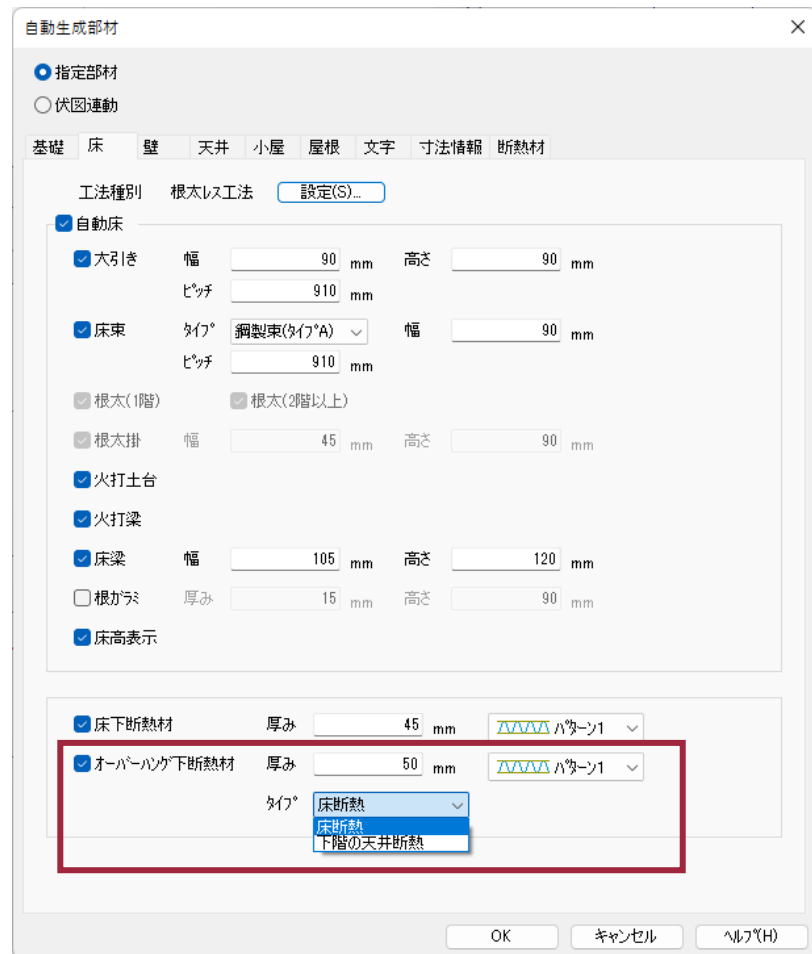 自動生成部材
指定部材
伏図連動
基礎 床 壁 天井 小屋 屋根 文字 寸法情報 断熱材
工法種別 根太レス工法 設定(S)...
自動床
大引き 幅 90 mm 高さ 90 mm
ﾋﾟｯﾁ 910 mm
床束 ﾀｲﾌﾟ 鋼製束(ﾀｲﾌﾟA) 幅 90 mm
ﾋﾟｯﾁ 910 mm
根太(1階) 根太(2階以上)
根太掛 幅 45 mm 高さ 90 mm
火打土台
火打梁
床梁 幅 105 mm 高さ 120 mm
根がﾗﾐ 厚み 15 mm 高さ 90 mm
床高表示
床下断熱材 厚み 45 mm ﾊﾟﾀｰﾝ1
ｵｰﾊﾞｰﾊﾝｸﾞ下断熱材 厚み 50 mm ﾊﾟﾀｰﾝ1
ﾀｲﾌﾟ 床断熱
床断熱
下階の天井断熱
OK ｷｬﾝｾﾙ ﾍﾙﾌﾟ(H)